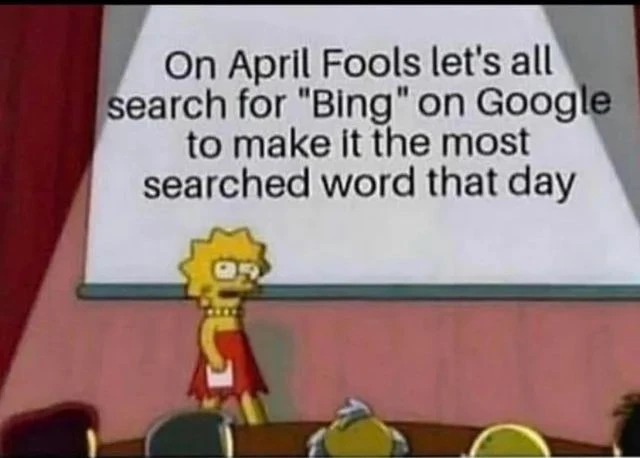 On April Fools let's all
search for "Bing" on Google
to make it the most
searched word that day